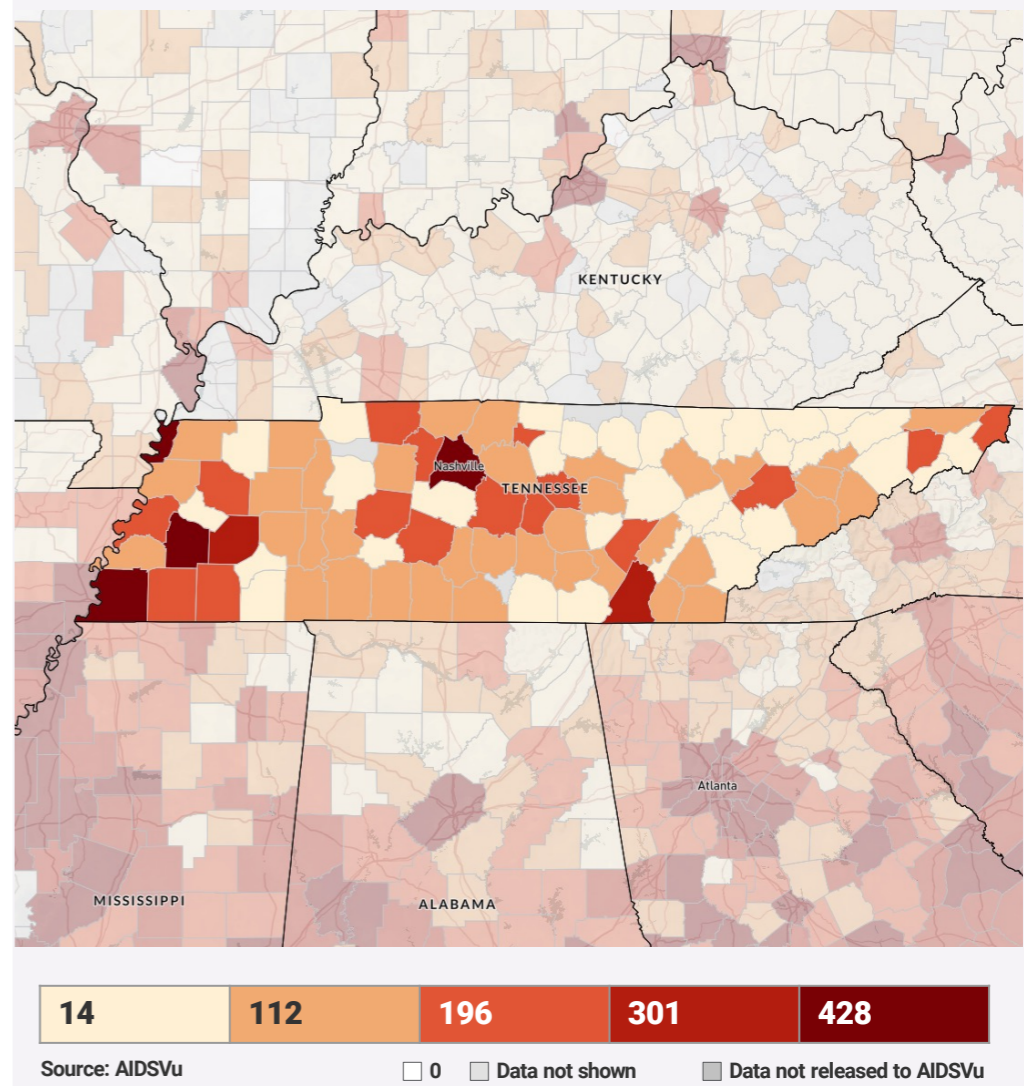 KENTUCKY
Nashville
TENNESSEE
Atlanta
MISSISSIPPI
ALABAMA
14 112 196 301 428
Source: AIDSVu 0 Data not shown Data not released to AIDSVu